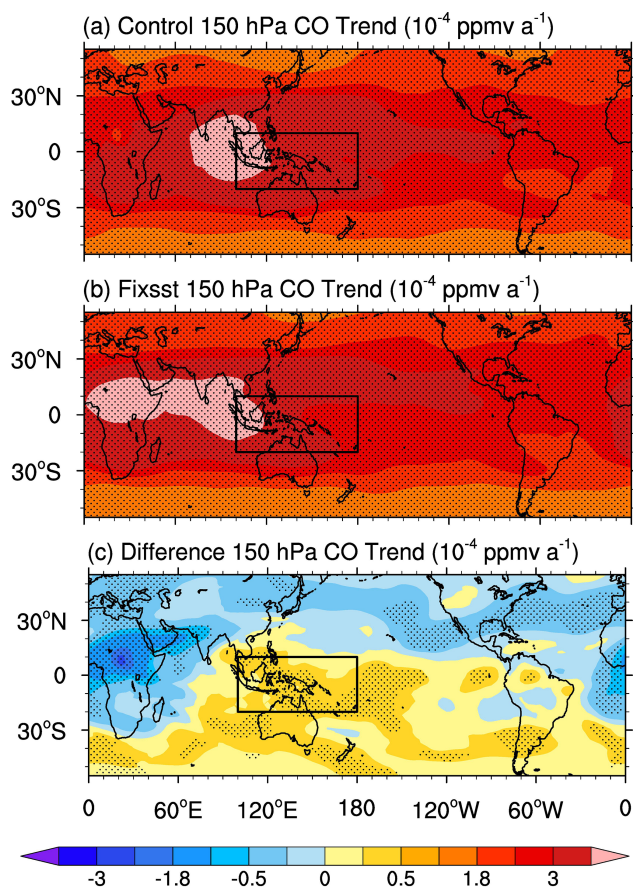 (a) Control 150 hPa CO Trend (10⁻⁴ ppmv a⁻¹)
30°N
0
30°S
(b) Fixsst 150 hPa CO Trend (10⁻⁴ ppmv a⁻¹)
30°N
0
30°S
(c) Difference 150 hPa CO Trend (10⁻⁴ ppmv a⁻¹)
30°N
0
30°S
0 60°E 120°E 180 120°W 60°W 0
-3 -1.8 -0.5 0 0.5 1.8 3